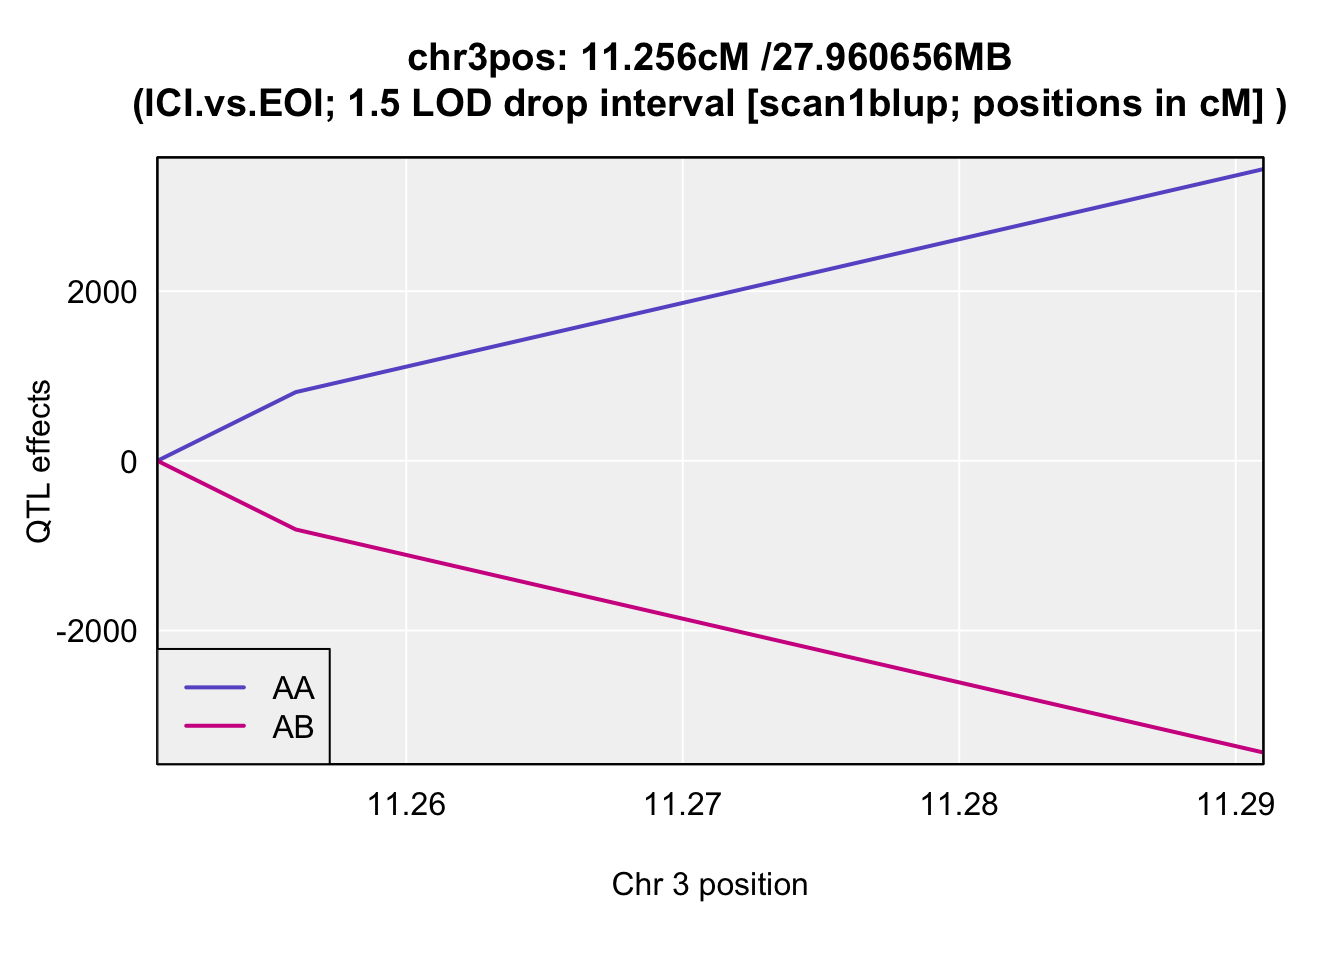 chr3pos: 11.256cM /27.960656MB
(ICI.vs.EOI; 1.5 LOD drop interval [scan1blup; positions in cM] )
QTL effects
2000
0
-2000
AA
AB
11.26 11.27 11.28 11.29
Chr 3 position